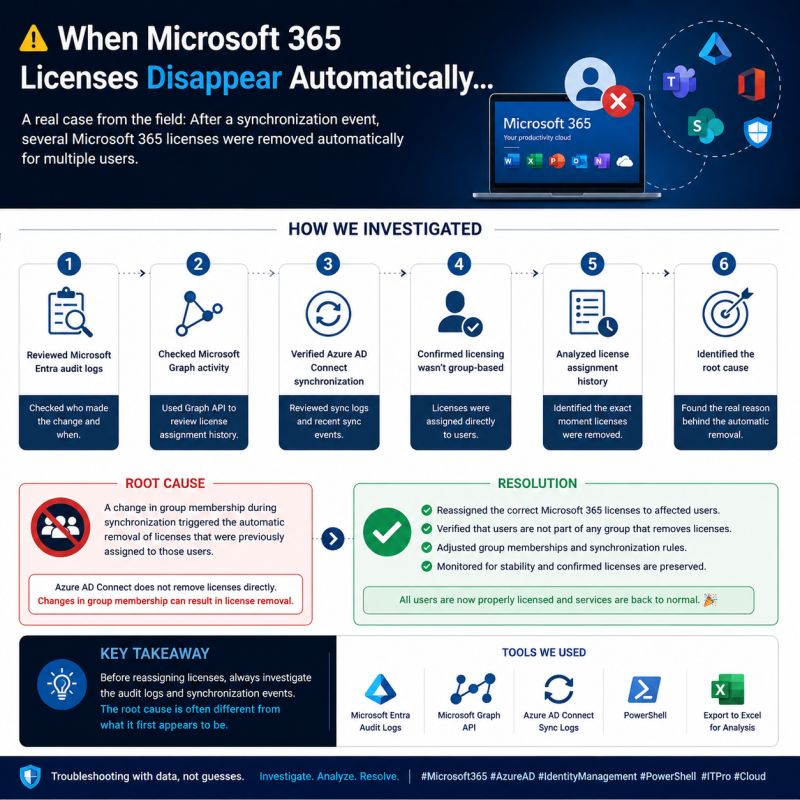 When Microsoft 365
Licenses Disappear Automatically...
A real case from the field: After a synchronization event,
several Microsoft 365 licenses were removed automatically
for multiple users.
Microsoft 365
Your productivity cloud
W
X
P
O
N
T
S
HOW WE INVESTIGATED
1
Reviewed Microsoft
Entra audit logs
Checked who made
the change and
when.
2
Checked Microsoft
Graph activity
Used Graph API to
review license
assignment history.
3
Verified Azure AD
Connect
synchronization
Reviewed sync logs
and recent sync
events.
4
Confirmed licensing
wasn't group-based
Licenses were
assigned directly
to users.
5
Analyzed license
assignment
history
Identified the exact
moment licenses
were removed.
6
Identified the
root cause
Found the real reason
behind the automatic
removal.
ROOT CAUSE
A change in group membership during
synchronization triggered the automatic
removal of licenses that were previously
assigned to those users.
Azure AD Connect does not remove licenses directly.
Changes in group membership can result in license removal.
RESOLUTION
Reassigned the correct Microsoft 365 licenses to affected users.
Verified that users are not part of any group that removes licenses.
Adjusted group memberships and synchronization rules.
Monitored for stability and confirmed licenses are preserved.
All users are now properly licensed and services are back to normal. 🎉
KEY TAKEAWAY
Before reassigning licenses, always investigate
the audit logs and synchronization events.
The root cause is often different from
what it first appears to be.
TOOLS WE USED
Microsoft Entra
Audit Logs
Microsoft Graph
API
Azure AD Connect
Sync Logs
PowerShell
X
Export to Excel
for Analysis
Troubleshooting with data, not guesses. Investigate. Analyze. Resolve. #Microsoft365 #AzureAD #IdentityManagement #PowerShell #ITPro #Cloud